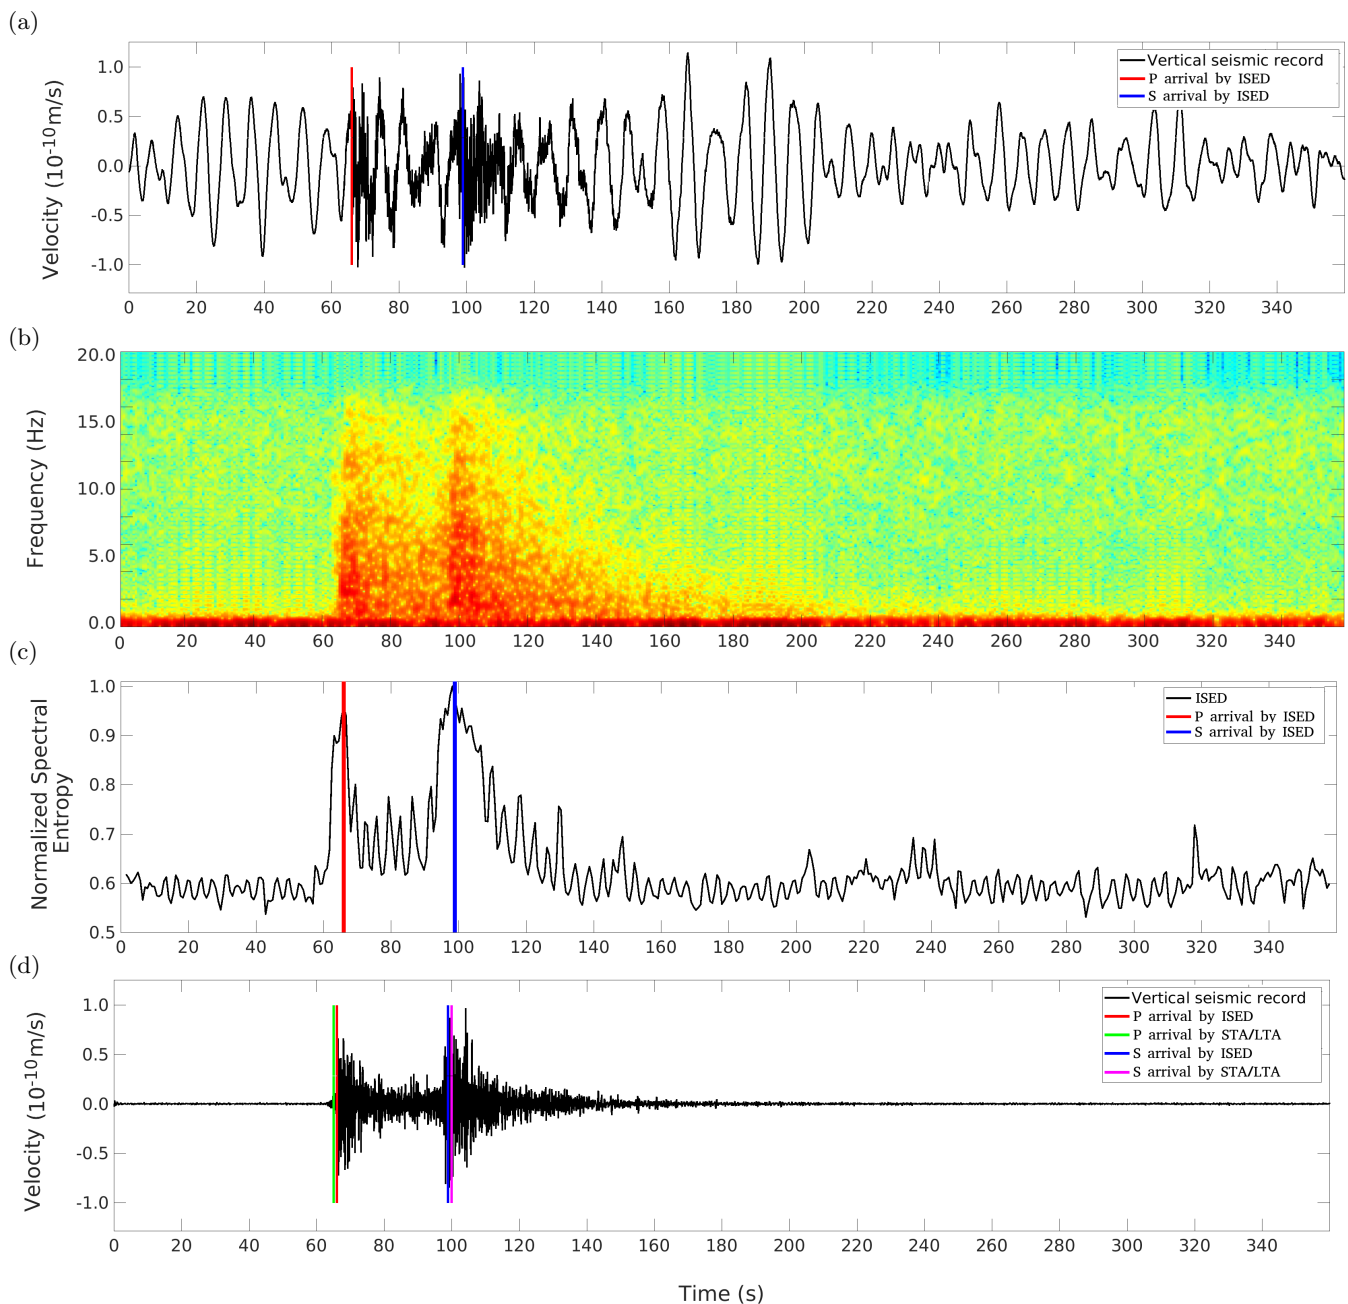 (a)
Velocity (10⁻¹⁰m/s)
1.0
0.5
0.0
-0.5
-1.0
Vertical seismic record
P arrival by ISED
S arrival by ISED
0 20 40 60 80 100 120 140 160 180 200 220 240 260 280 300 320 340
(b)
Frequency (Hz)
20.0
15.0
10.0
5.0
0.0
0 20 40 60 80 100 120 140 160 180 200 220 240 260 280 300 320 340
(c)
Normalized Spectral
Entropy
1.0
0.9
0.8
0.7
0.6
0.5
ISED
P arrival by ISED
S arrival by ISED
0 20 40 60 80 100 120 140 160 180 200 220 240 260 280 300 320 340
(d)
Velocity (10⁻¹⁰m/s)
1.0
0.5
0.0
-0.5
-1.0
Vertical seismic record
P arrival by ISED
P arrival by STA/LTA
S arrival by ISED
S arrival by STA/LTA
0 20 40 60 80 100 120 140 160 180 200 220 240 260 280 300 320 340
Time (s)